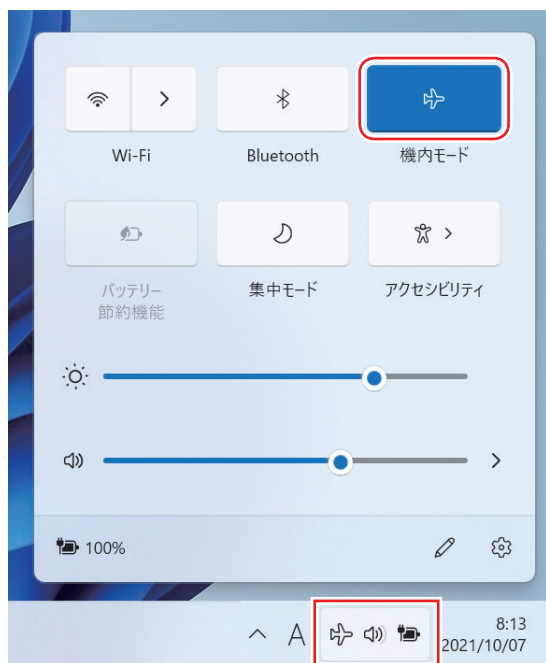 Wi-Fi
Bluetooth
機内モード
バッテリー
節約機能
集中モード
アクセシビリティ
100%
A
8:13
2021/10/07